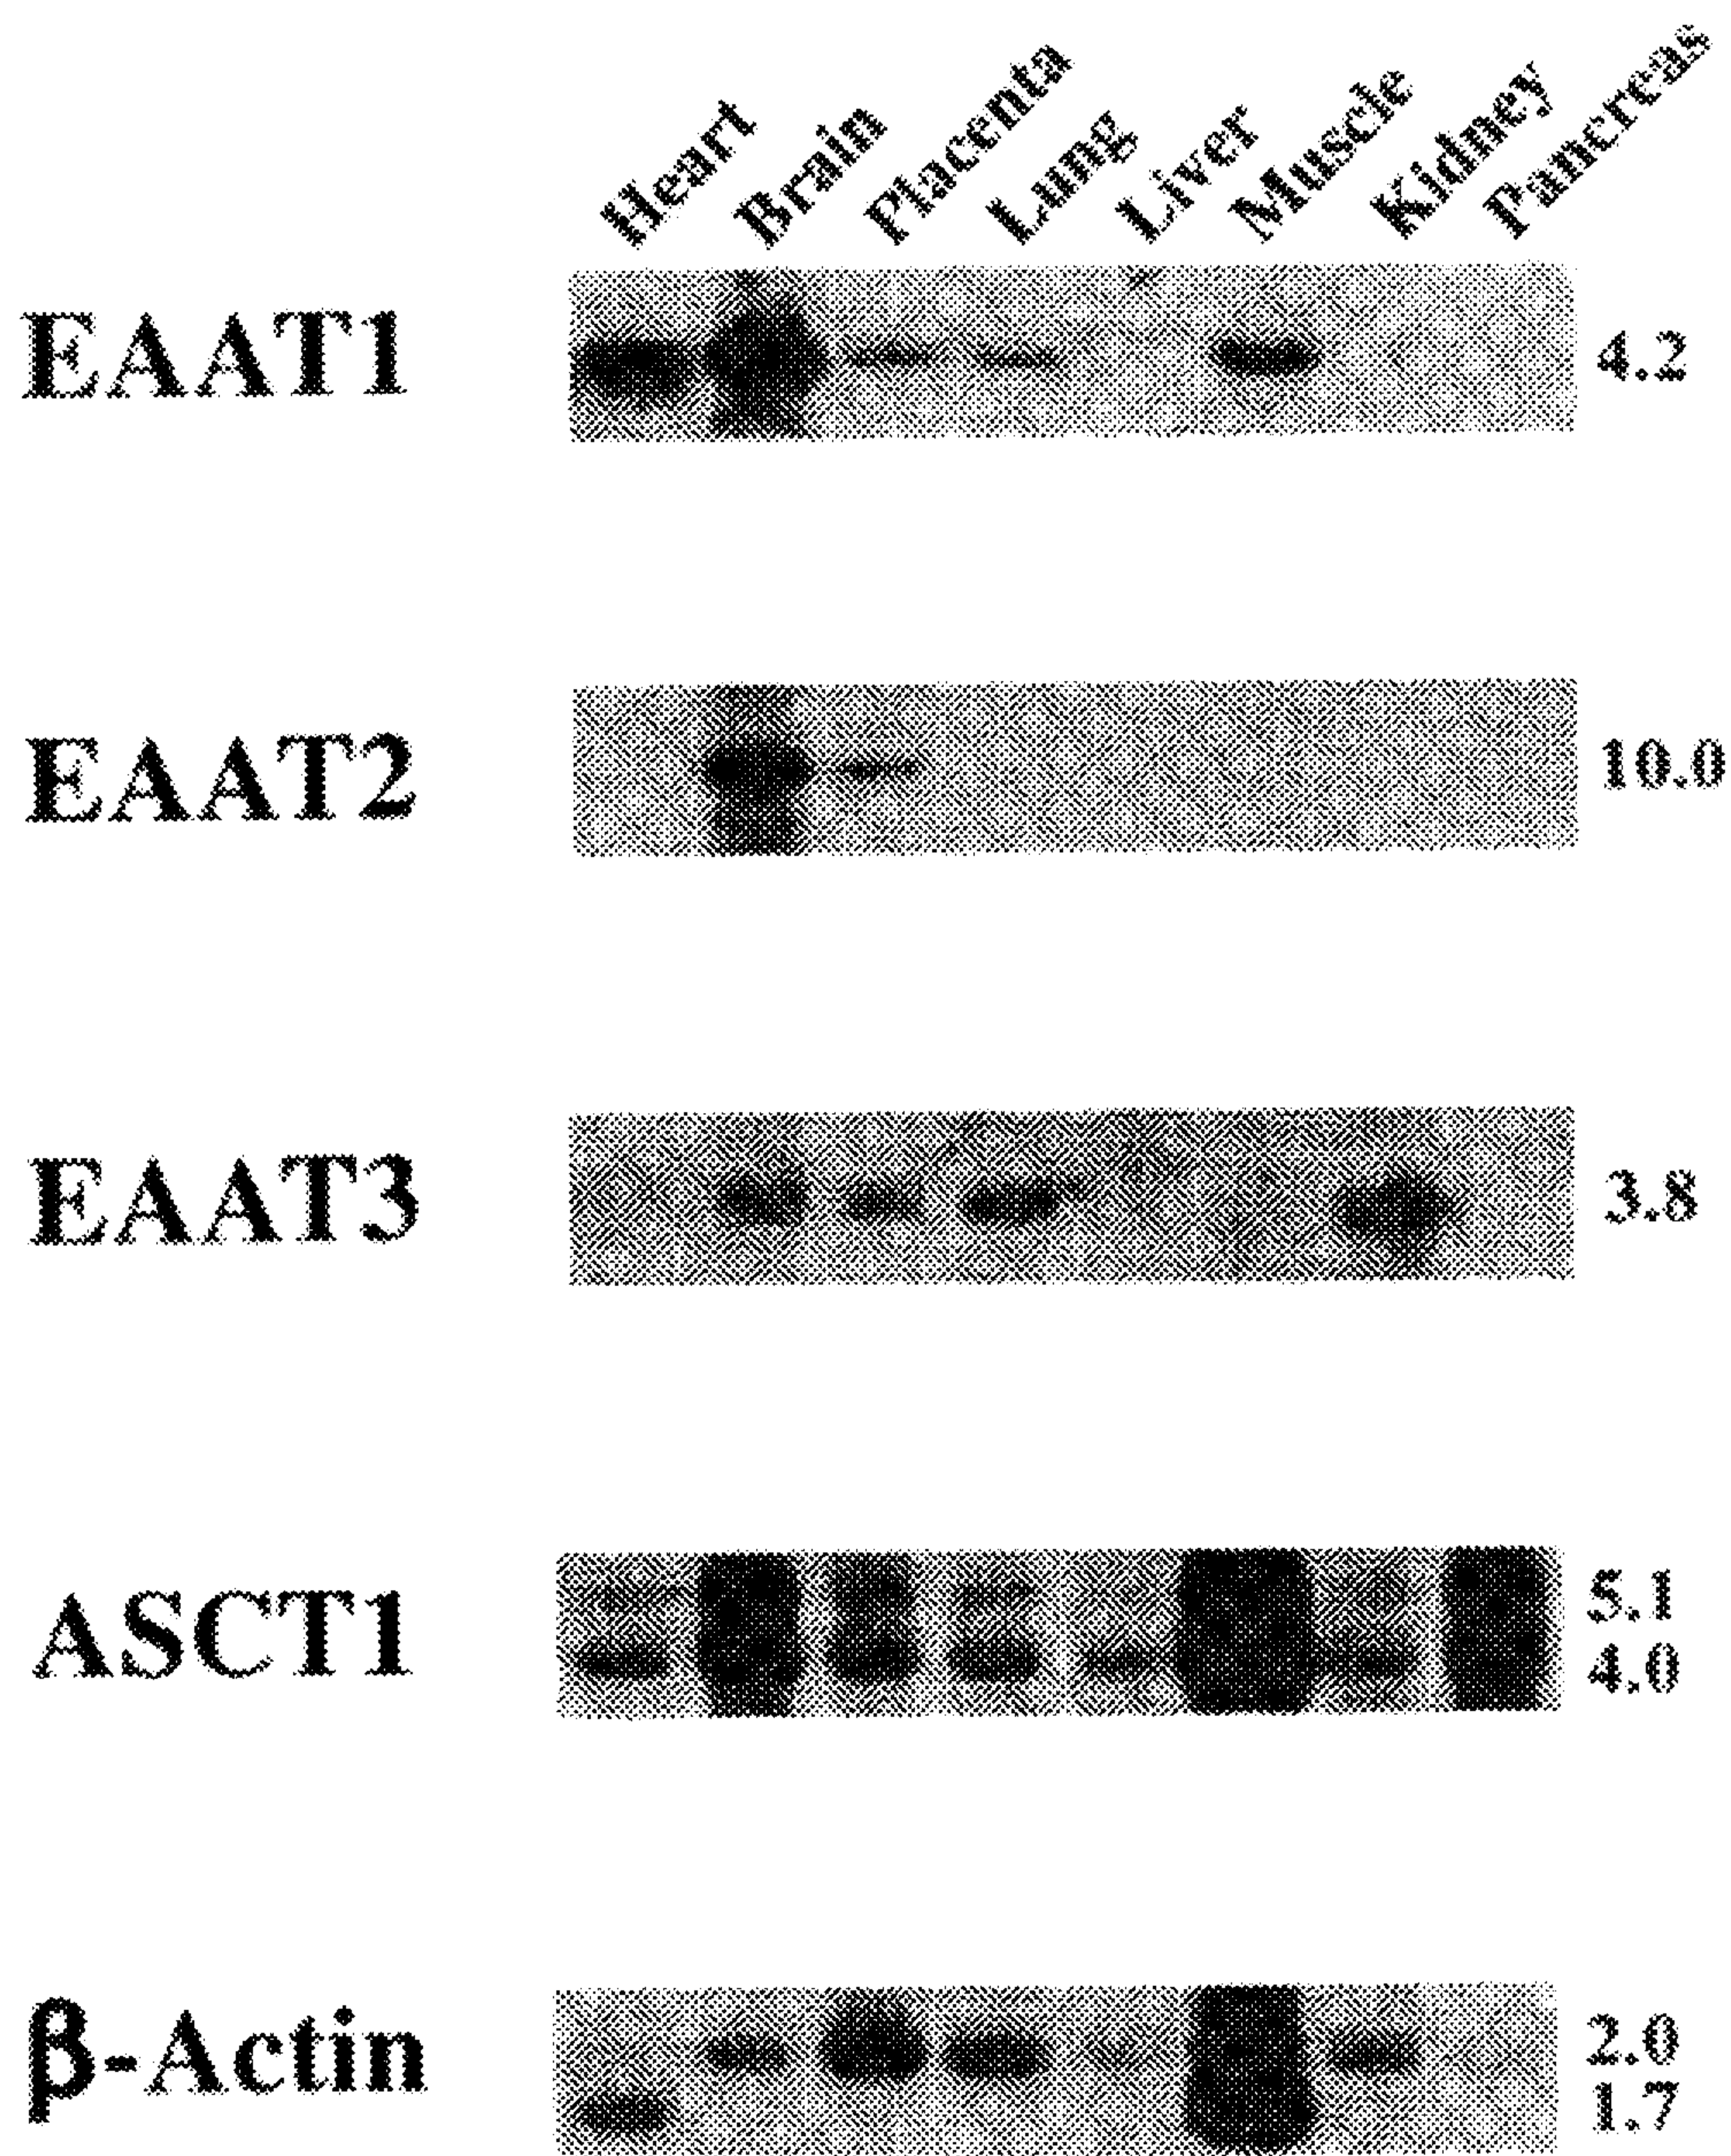 Heart Brain Placenta Lung Liver Muscle Kidney Pancreas
EAAT1 4.2
EAAT2 10.0
EAAT3 3.8
ASCT1 5.1
4.0
β-Actin 2.0
1.7